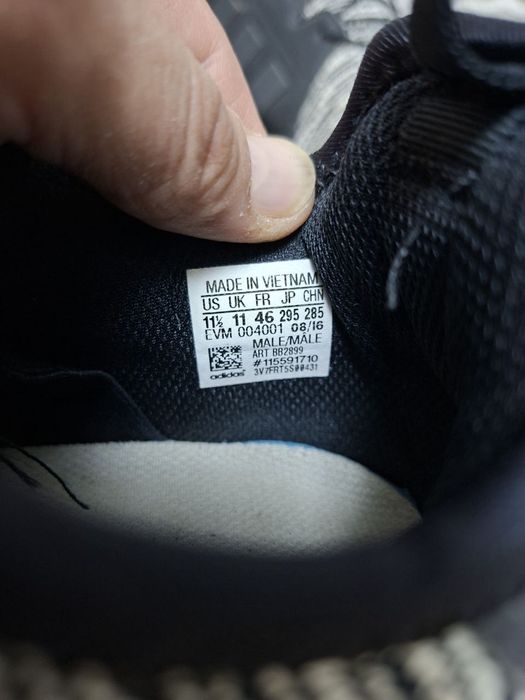 MADE IN VIETNAM
US UK FR JP CHN
11½ 11 46 295 285
EVM 004001 08/16
MALE/MÂLE
ART BB2899
#115591710
adidas 3V7FRT5S00431